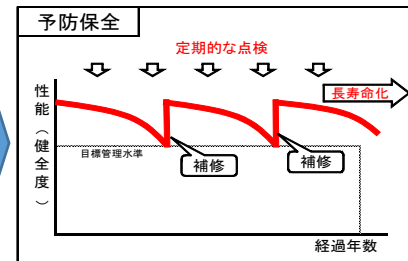 予防保全
定期的な点検
長寿命化
性能（健全度）
目標管理水準
補修
補修
経過年数